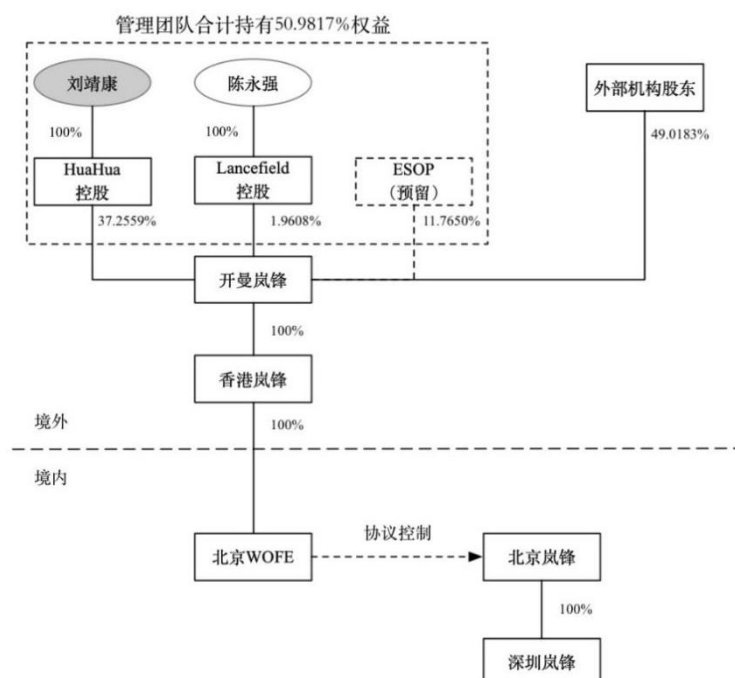 管理团队合计持有50.9817%权益
刘靖康
陈永强
外部机构股东
100%
100%
49.0183%
HuaHua
控股
Lancefield
控股
ESOP
（预留）
37.2559%
1.9608%
11.7650%
开曼岚锋
100%
香港岚锋
境外
100%
境内
北京WOFE
协议控制
北京岚锋
100%
深圳岚锋